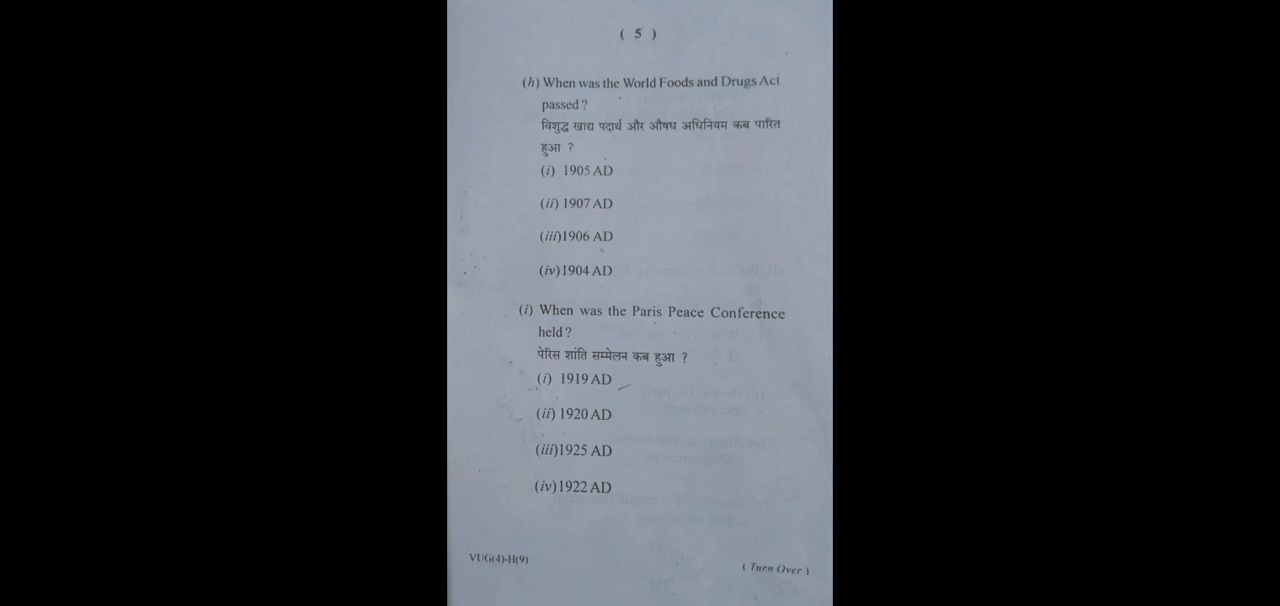 ( 5 )
(h) When was the World Foods and Drugs Act
passed ?
विशुद्ध खाद्य पदार्थ और औषध अधिनियम कब पारित
हुआ ?
(i) 1905 AD
(ii) 1907 AD
(iii) 1906 AD
(iv) 1904 AD
(i) When was the Paris Peace Conference
held ?
पेरिस शांति सम्मेलन कब हुआ ?
(i) 1919 AD
(ii) 1920 AD
(iii) 1925 AD
(iv) 1922 AD
VUG(4)-H(9)
( Turn Over )